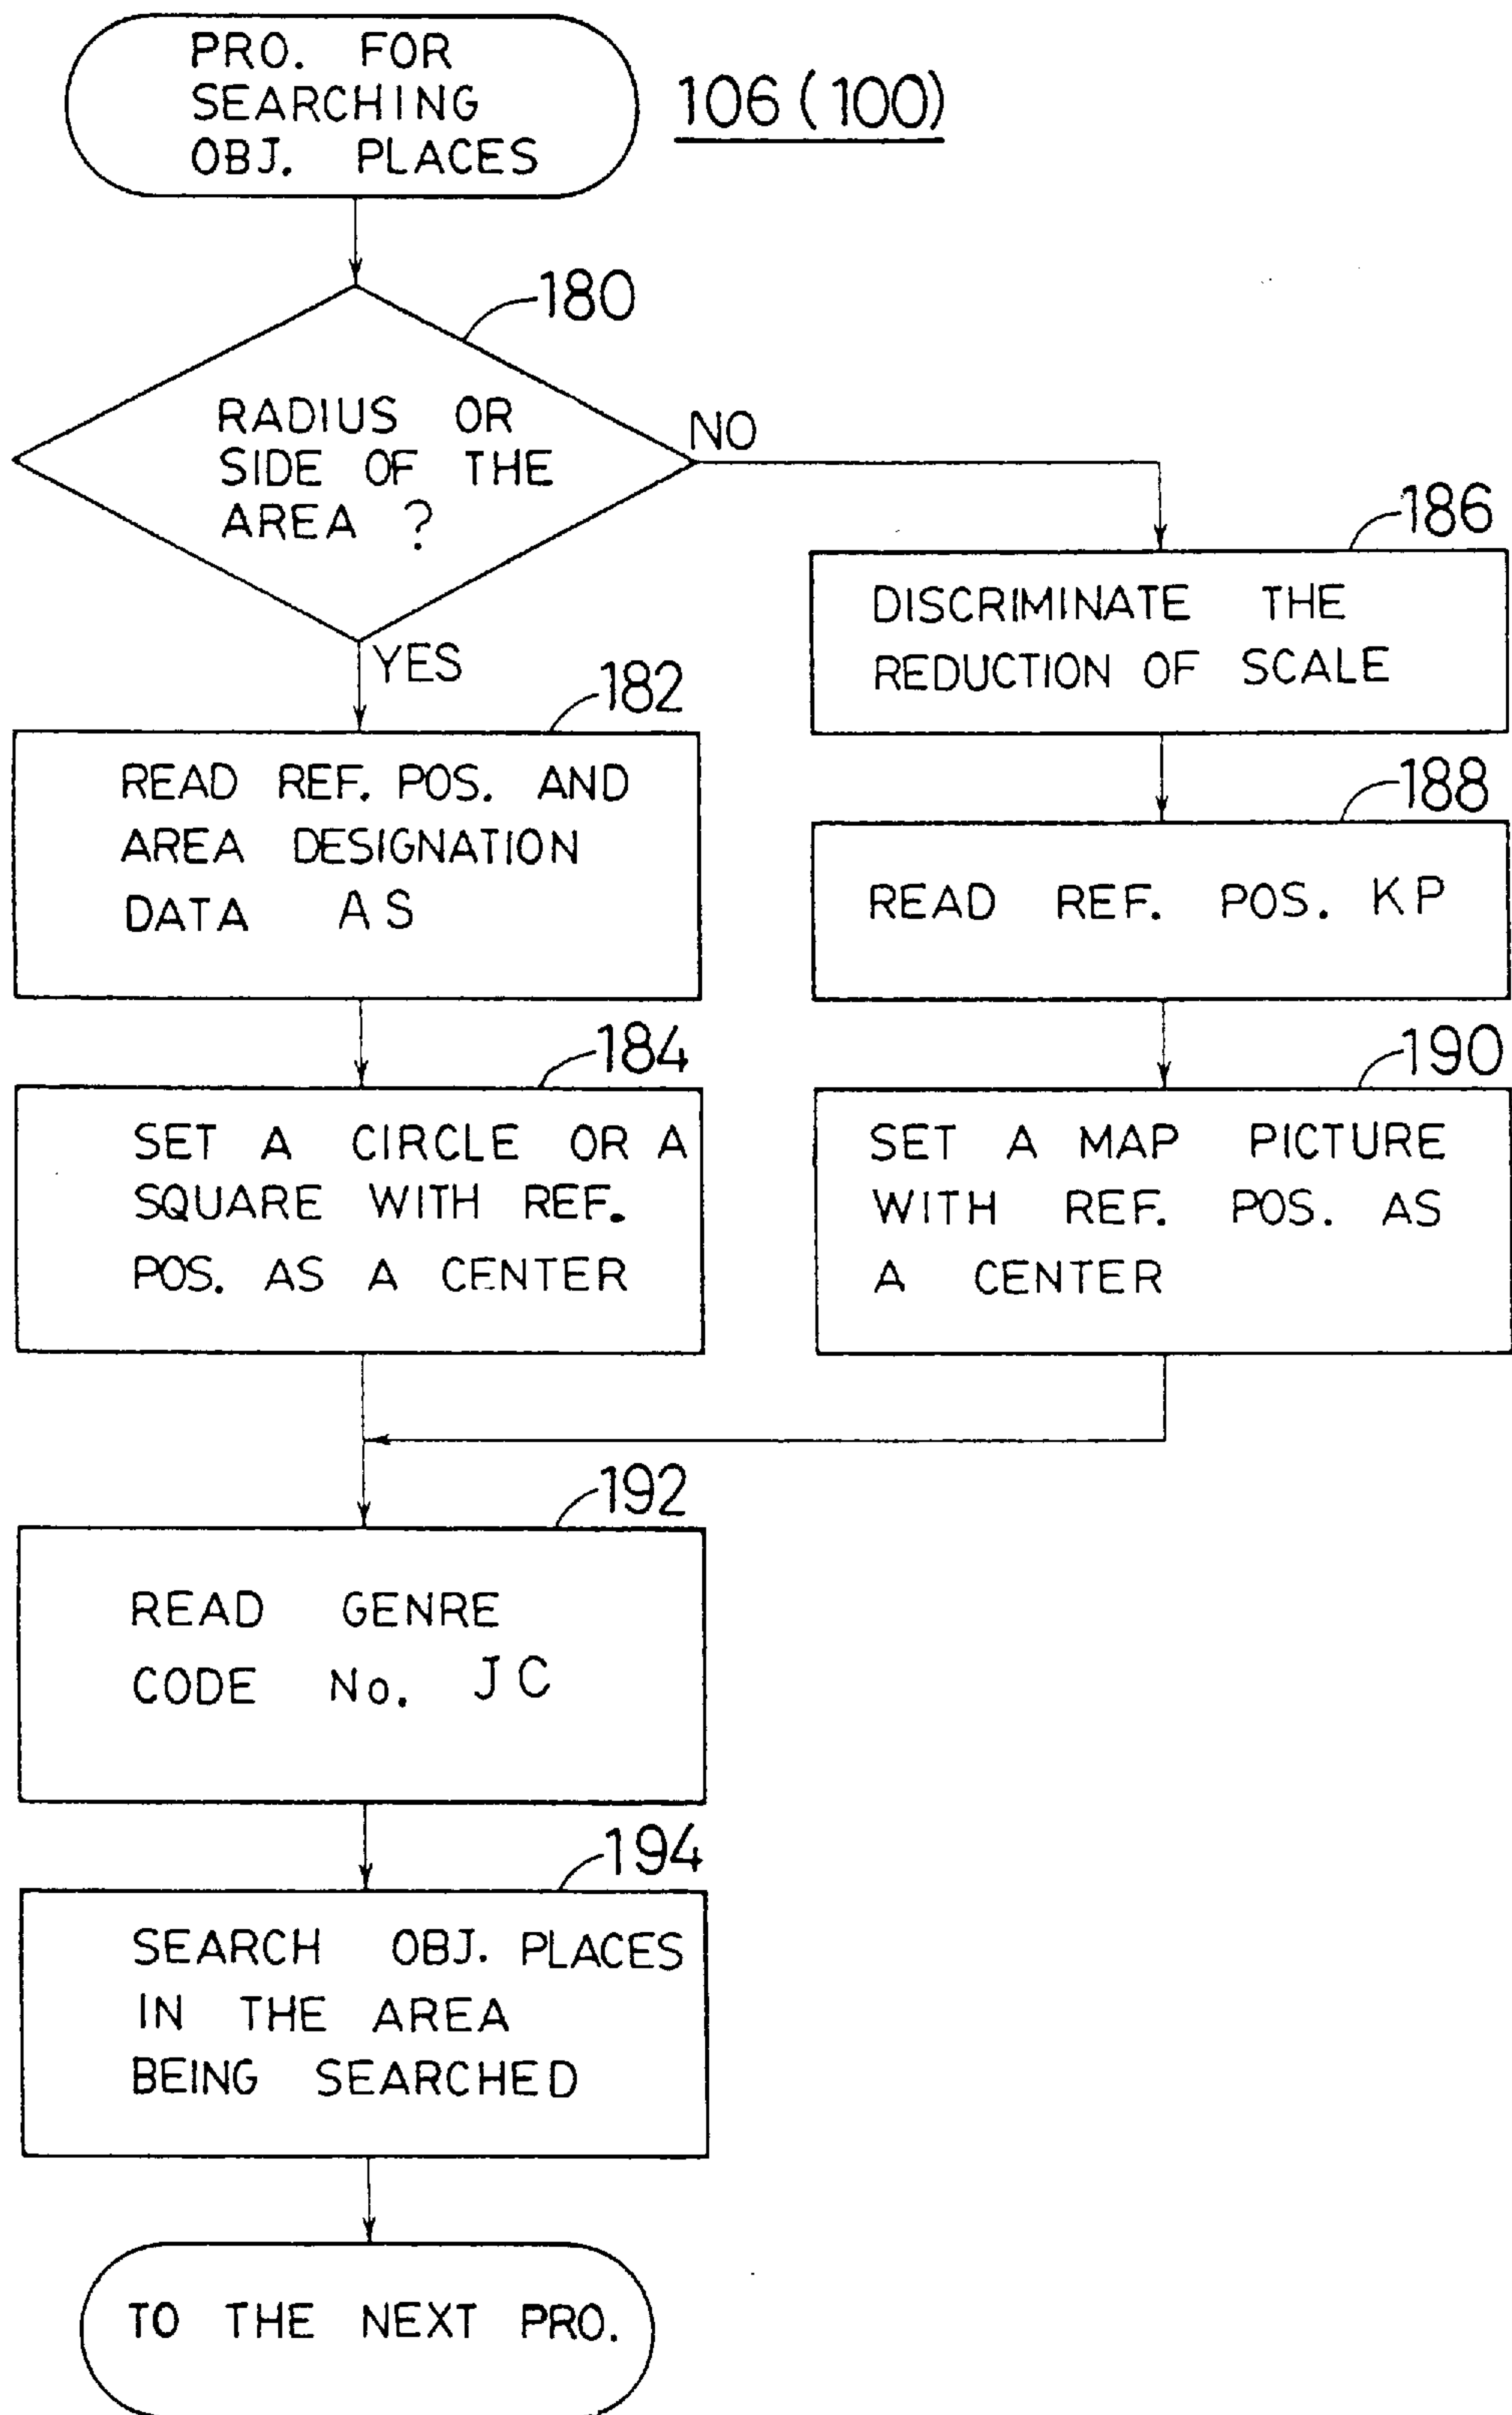 PRO. FOR
SEARCHING
OBJ. PLACES
106 (100)
180
RADIUS OR
SIDE OF THE
AREA ?
NO
YES
182
READ REF. POS. AND
AREA DESIGNATION
DATA AS
184
SET A CIRCLE OR A
SQUARE WITH REF.
POS. AS A CENTER
186
DISCRIMINATE THE
REDUCTION OF SCALE
188
READ REF. POS. KP
190
SET A MAP PICTURE
WITH REF. POS. AS
A CENTER
192
READ GENRE
CODE No. JC
194
SEARCH OBJ. PLACES
IN THE AREA
BEING SEARCHED
TO THE NEXT PRO.